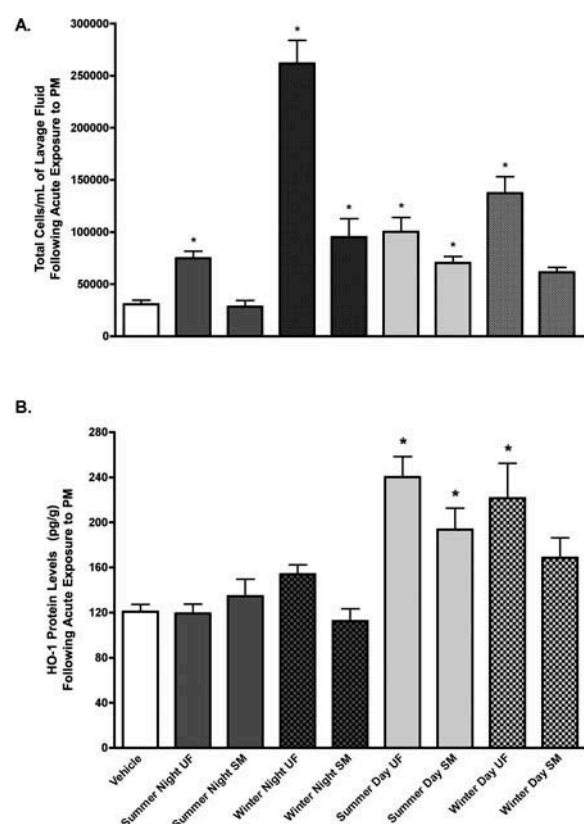 A.
Total Cells/mL of Lavage Fluid
Following Acute Exposure to PM
300000
250000
200000
150000
100000
50000
0
*
*
*
*
*
*
B.
HO-1 Protein Levels (pg/g)
Following Acute Exposure to PM
280
240
200
160
120
80
40
0
*
*
*
Vehicle
Summer Night UF
Summer Night SM
Winter Night UF
Winter Night SM
Summer Day UF
Summer Day SM
Winter Day UF
Winter Day SM